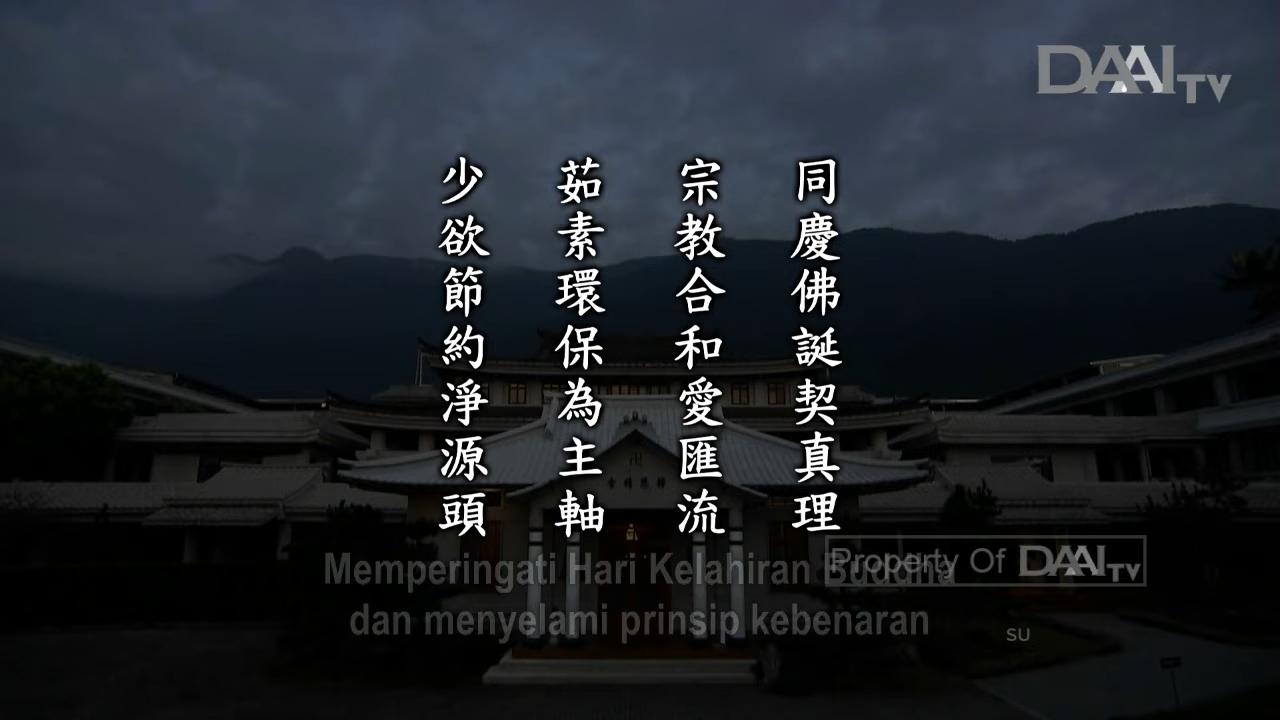 DAAI TV
同慶佛誕契真理
宗教合和愛匯流
茹素環保為主軸
少欲節約淨源頭
Memperingati Hari Kelahiran Buddha
dan menyelami prinsip kebenaran
Property Of DAAI TV
SU